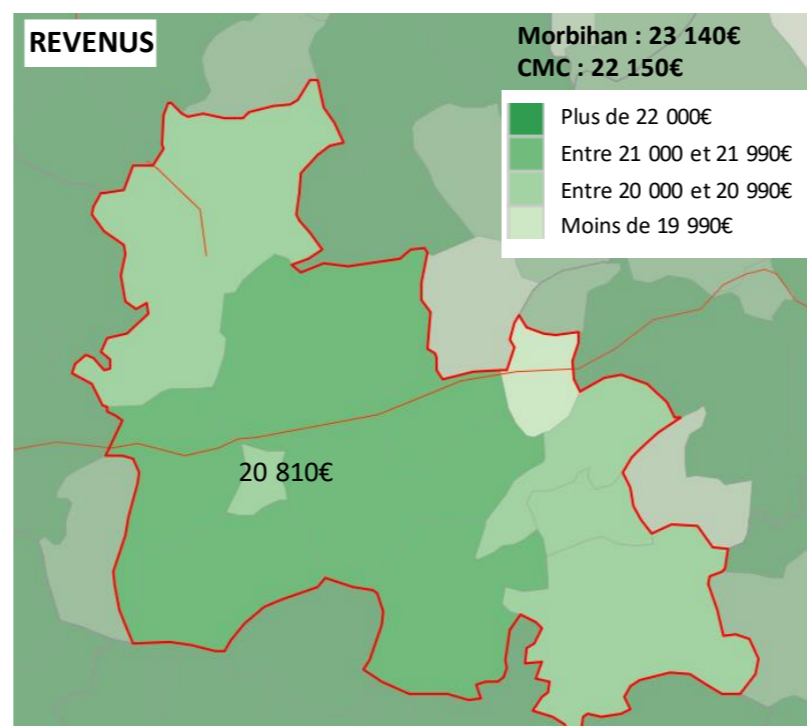 REVENUS
Morbihan : 23 140€
CMC : 22 150€
Plus de 22 000€
Entre 21 000 et 21 990€
Entre 20 000 et 20 990€
Moins de 19 990€
20 810€